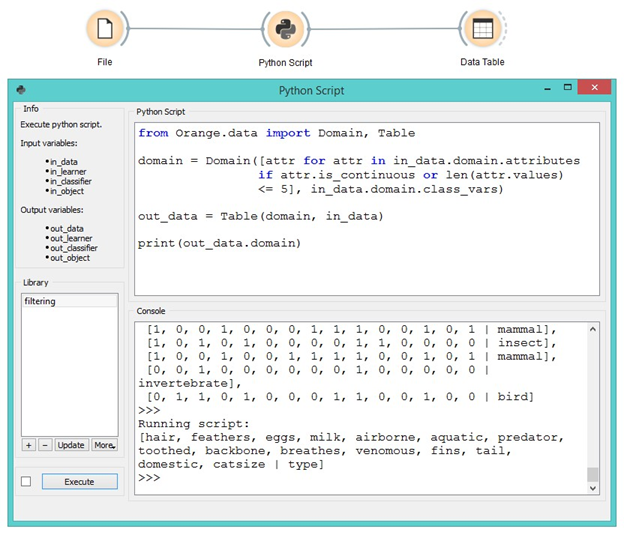 File
Python Script
Data Table
Python Script
Info
Execute python script.
Input variables:
• in_data
• in_learner
• in_classifier
• in_object
Output variables:
• out_data
• out_learner
• out_classifier
• out_object
Library
filtering
+ - Update More
Execute
Python Script
from Orange.data import Domain, Table
domain = Domain([attr for attr in in_data.domain.attributes
if attr.is_continuous or len(attr.values)
<= 5], in_data.domain.class_vars)
out_data = Table(domain, in_data)
print(out_data.domain)
Console
[1, 0, 0, 1, 0, 0, 0, 1, 1, 1, 0, 0, 1, 0, 1 | mammal],
[1, 0, 1, 0, 1, 0, 0, 0, 0, 1, 1, 0, 0, 0, 0 | insect],
[1, 0, 0, 1, 0, 0, 1, 1, 1, 1, 0, 0, 1, 0, 1 | mammal],
[0, 0, 1, 0, 0, 0, 0, 0, 0, 1, 0, 0, 0, 0, 0 |
invertebrate],
[0, 1, 1, 0, 1, 0, 0, 0, 1, 1, 0, 0, 1, 0, 0 | bird]
>>>
Running script:
[hair, feathers, eggs, milk, airborne, aquatic, predator,
toothed, backbone, breathes, venomous, fins, tail,
domestic, catsize | type]
>>>